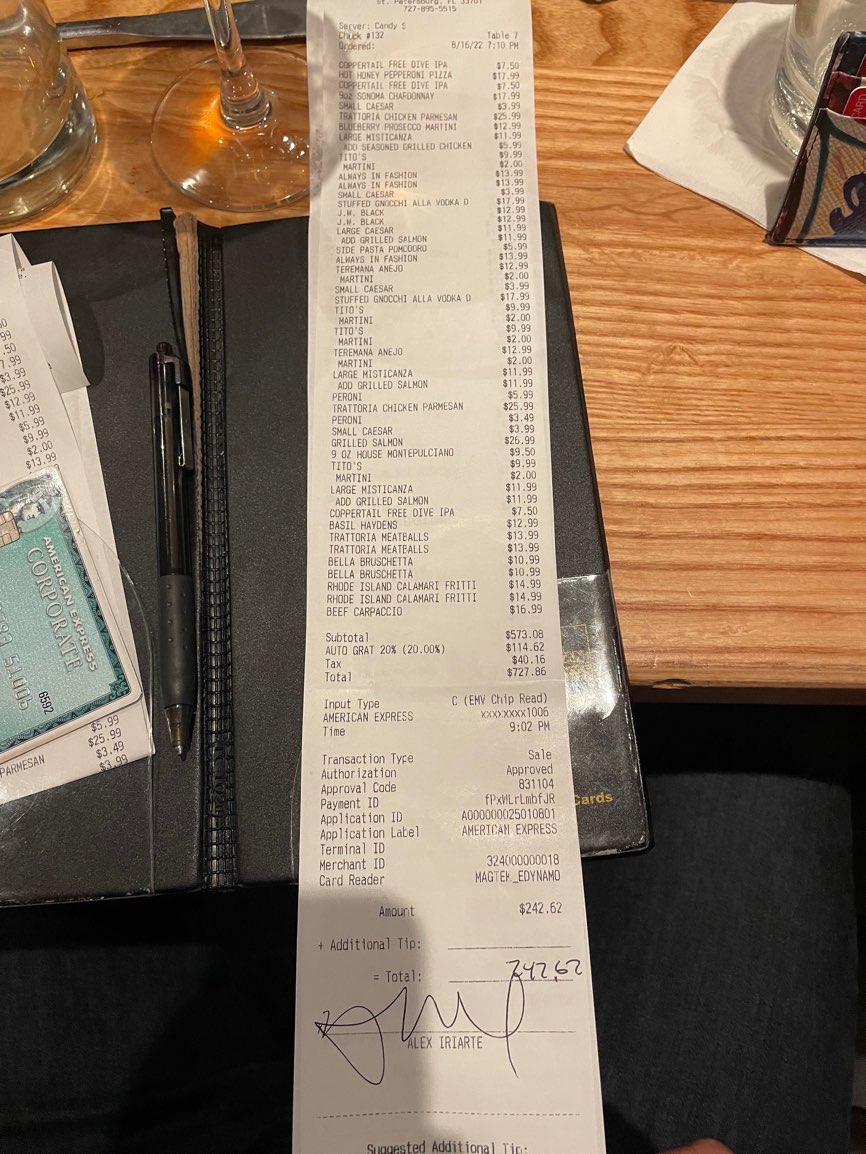 St. Petersburg, FL 33701
727-895-5515
Server: Candy S
Check #132 Table 7
Ordered: 8/16/22 7:10 PM
COPPERTAIL FREE DIVE IPA $7.50
HOT HONEY PEPPERONI PIZZA $17.99
COPPERTAIL FREE DIVE IPA $7.50
9oz SONOMA CHARDONNAY $17.99
SMALL CAESAR $3.99
TRATTORIA CHICKEN PARMESAN $25.99
BLUEBERRY PROSECCO MARTINI $12.99
LARGE MISTICANZA $11.99
ADD SEASONED GRILLED CHICKEN $5.99
TITO'S $9.99
MARTINI $2.00
ALWAYS IN FASHION $13.99
ALWAYS IN FASHION $13.99
SMALL CAESAR $3.99
STUFFED GNOCCHI ALLA VODKA D $17.99
J.W. BLACK $12.99
J.W. BLACK $12.99
LARGE CAESAR $11.99
ADD GRILLED SALMON $11.99
SIDE PASTA POMODORO $5.99
ALWAYS IN FASHION $13.99
TEREMANA ANEJO $12.99
MARTINI $2.00
SMALL CAESAR $3.99
STUFFED GNOCCHI ALLA VODKA D $17.99
TITO'S $9.99
MARTINI $2.00
TITO'S $9.99
MARTINI $2.00
TEREMANA ANEJO $12.99
MARTINI $2.00
LARGE MISTICANZA $11.99
ADD GRILLED SALMON $11.99
PERONI $5.99
TRATTORIA CHICKEN PARMESAN $25.99
PERONI $3.49
SMALL CAESAR $3.99
GRILLED SALMON $26.99
9 OZ HOUSE MONTEPULCIANO $9.50
TITO'S $9.99
MARTINI $2.00
LARGE MISTICANZA $11.99
ADD GRILLED SALMON $11.99
COPPERTAIL FREE DIVE IPA $7.50
BASIL HAYDENS $12.99
TRATTORIA MEATBALLS $13.99
TRATTORIA MEATBALLS $13.99
BELLA BRUSCHETTA $10.99
BELLA BRUSCHETTA $10.99
RHODE ISLAND CALAMARI FRITTI $14.99
RHODE ISLAND CALAMARI FRITTI $14.99
BEEF CARPACCIO $16.99
Subtotal $573.08
AUTO GRAT 20% (20.00%) $114.62
Tax $40.16
Total $727.86
Input Type C (EMV Chip Read)
AMERICAN EXPRESS xxxxxxxx1006
Time 9:02 PM
Transaction Type Sale
Authorization Approved
Approval Code 831104
Payment ID fPxWLrLmbfJR
Application ID A000000025010801
Application Label AMERICAN EXPRESS
Terminal ID
Merchant ID 324000000018
Card Reader MAGTEK_EDYNAMO
Amount $242.62
+ Additional Tip:
= Total: 242.62
ALEX IRIARTE
Suggested Additional Tip:
.50
$3.99
$25.99
$12.99
$11.99
$5.99
$9.99
$2.00
$13.99
AMERICAN EXPRESS
CORPORATE
8592
$5.99
$25.99
$3.49
PARMESAN $3.99
Cards
CARD